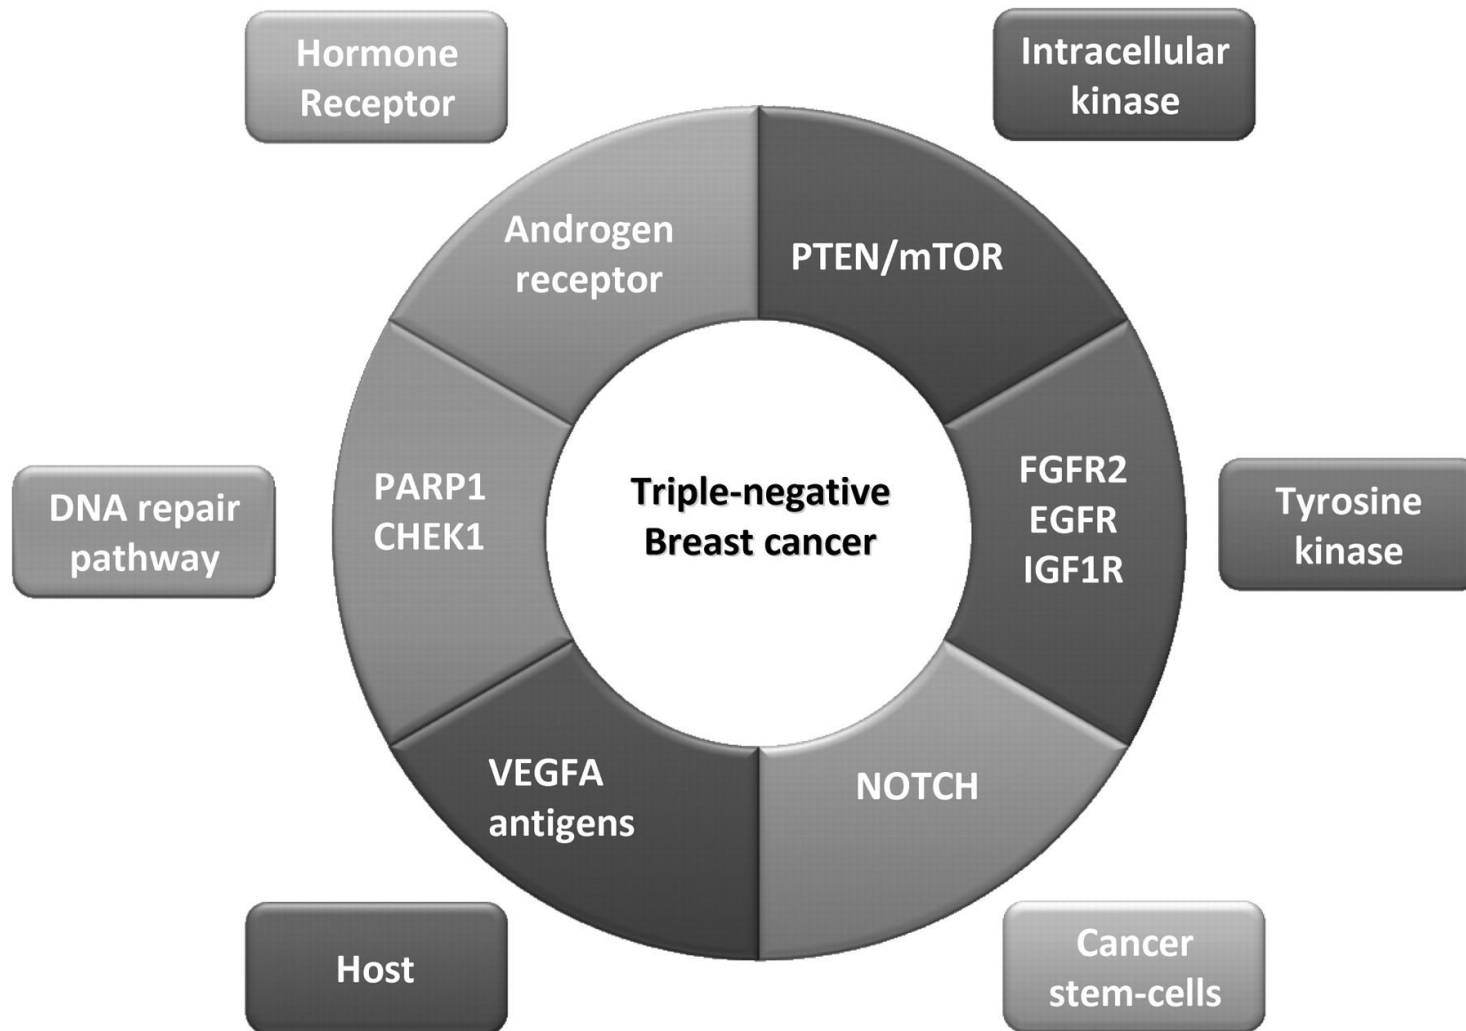 Hormone
Receptor
Intracellular
kinase
Androgen
receptor
PTEN/mTOR
DNA repair
pathway
PARP1
CHEK1
Triple-negative
Breast cancer
FGFR2
EGFR
IGF1R
Tyrosine
kinase
VEGFA
antigens
NOTCH
Host
Cancer
stem-cells